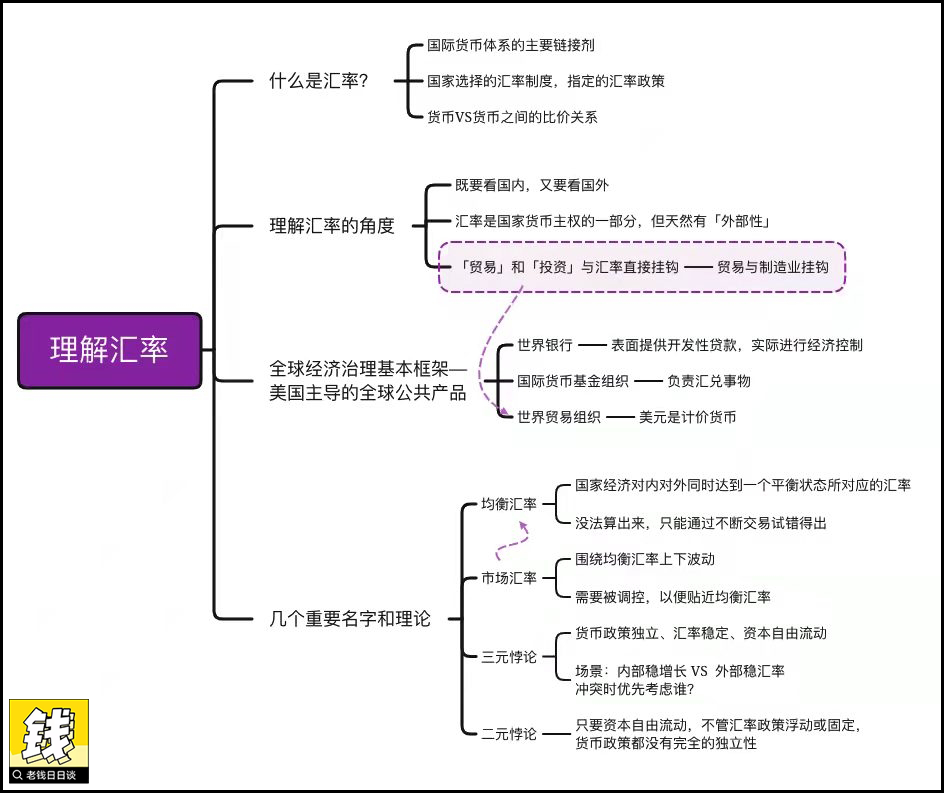 理解汇率
什么是汇率？
国际货币体系的主要链接剂
国家选择的汇率制度，指定的汇率政策
货币VS货币之间的比价关系
理解汇率的角度
既要看国内，又要看国外
汇率是国家货币主权的一部分，但天然有「外部性」
「贸易」和「投资」与汇率直接挂钩
贸易与制造业挂钩
全球经济治理基本框架—
美国主导的全球公共产品
世界银行
表面提供开发性贷款，实际进行经济控制
国际货币基金组织
负责汇兑事物
世界贸易组织
美元是计价货币
几个重要名字和理论
均衡汇率
国家经济对内对外同时达到一个平衡状态所对应的汇率
没法算出来，只能通过不断交易试错得出
市场汇率
围绕均衡汇率上下波动
需要被调控，以便贴近均衡汇率
三元悖论
货币政策独立、汇率稳定、资本自由流动
场景：内部稳增长 VS 外部稳汇率
冲突时优先考虑谁？
二元悖论
只要资本自由流动，不管汇率政策浮动或固定，
货币政策都没有完全的独立性
钱
老钱日日谈